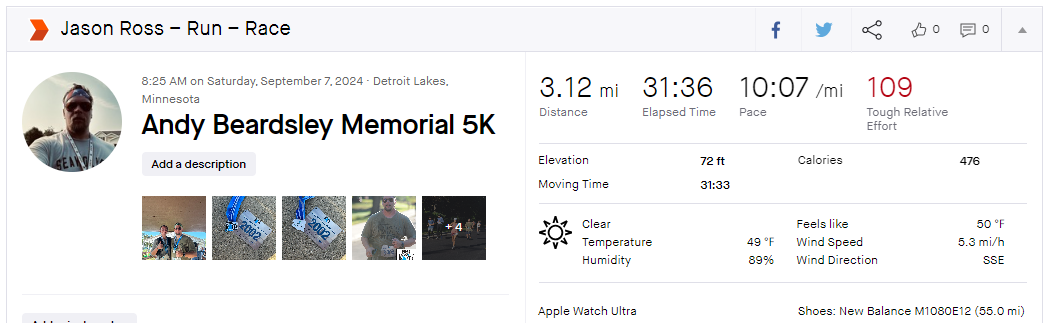 Jason Ross – Run – Race
0
0
8:25 AM on Saturday, September 7, 2024 · Detroit Lakes,
Minnesota
Andy Beardsley Memorial 5K
Add a description
2002
2002
+ 4
3.12 mi
Distance
31:36
Elapsed Time
10:07 /mi
Pace
109
Tough Relative
Effort
Elevation 72 ft
Calories 476
Moving Time 31:33
Clear
Temperature 49 °F
Humidity 89%
Feels like 50 °F
Wind Speed 5.3 mi/h
Wind Direction SSE
Apple Watch Ultra
Shoes: New Balance M1080E12 (55.0 mi)